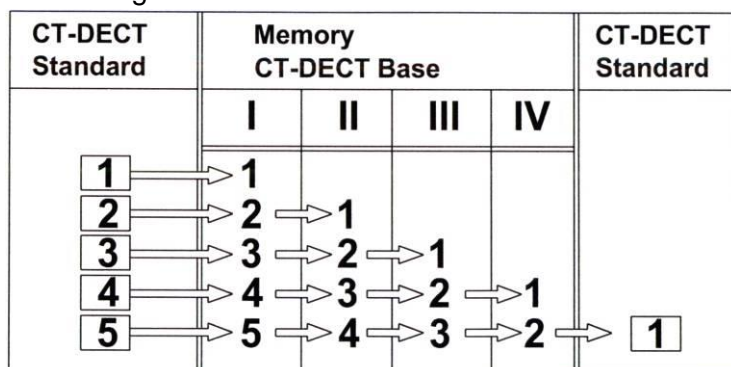 CT-DECT Standard
Memory CT-DECT Base
CT-DECT Standard
I II III IV
1 1
2 2 1
3 3 2 1
4 4 3 2 1
5 5 4 3 2 1